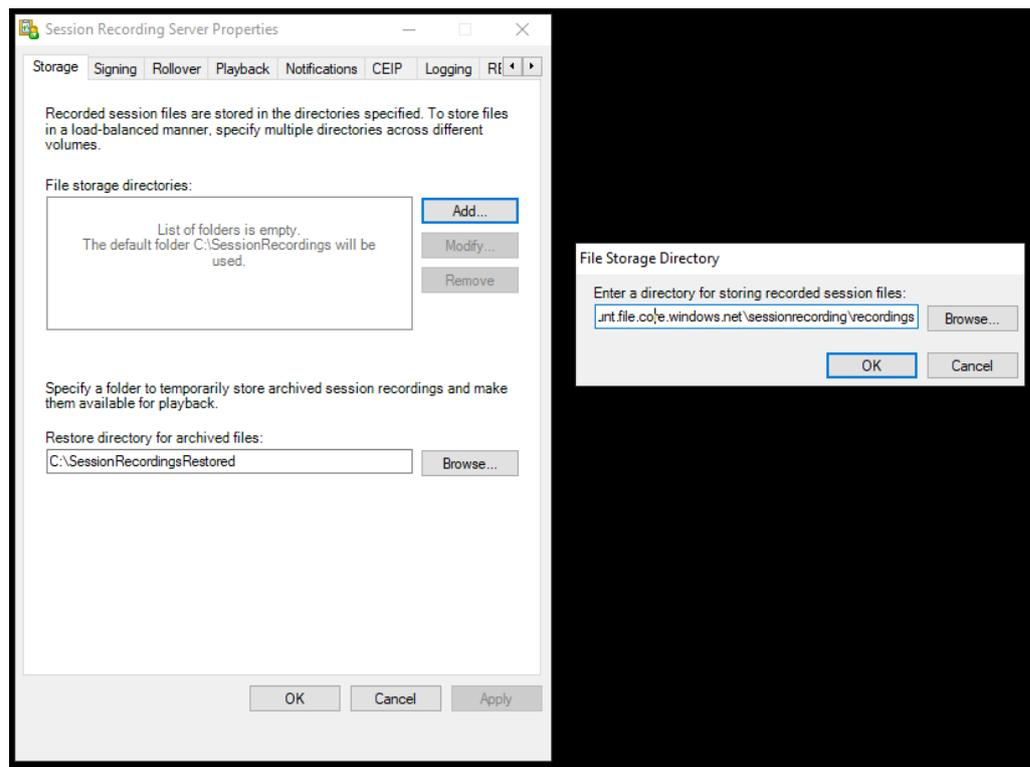 Session Recording Server Properties
Storage Signing Rollover Playback Notifications CEIP Logging
Recorded session files are stored in the directories specified. To store files
in a load-balanced manner, specify multiple directories across different
volumes.
File storage directories:
List of folders is empty.
The default folder C:\SessionRecordings will be
used.
Add...
Modify...
Remove
Specify a folder to temporarily store archived session recordings and make
them available for playback.
Restore directory for archived files:
C:\SessionRecordingsRestored
Browse...
OK Cancel Apply
File Storage Directory
Enter a directory for storing recorded session files:
unt.file.core.windows.net\sessionrecording\recordings
Browse...
OK Cancel